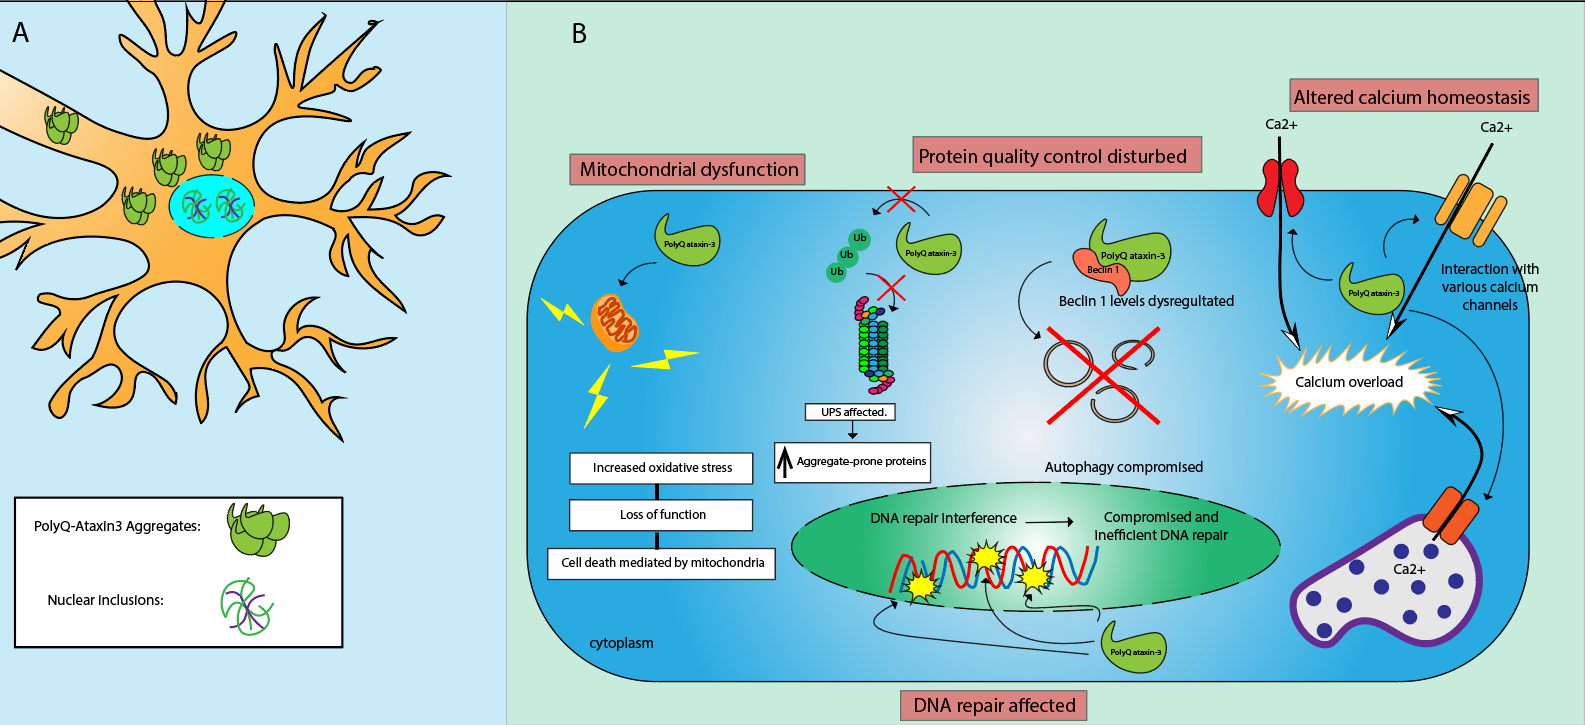 A
PolyQ-Ataxin3 Aggregates:
Nuclear inclusions:
B
Mitochondrial dysfunction
Protein quality control disturbed
Altered calcium homeostasis
Ca2+
Ca2+
PolyQ ataxin-3
Ub
Ub
Ub
PolyQ ataxin-3
PolyQ ataxin-3
Beclin 1
Beclin 1 levels dysregultated
PolyQ ataxin-3
Interaction with
various calcium
channels
Calcium overload
UPS affected.
Aggregate-prone proteins
Autophagy compromised
Increased oxidative stress
Loss of function
Cell death mediated by mitochondria
DNA repair interference
Compromised and
inefficient DNA repair
Ca2+
cytoplasm
PolyQ ataxin-3
DNA repair affected